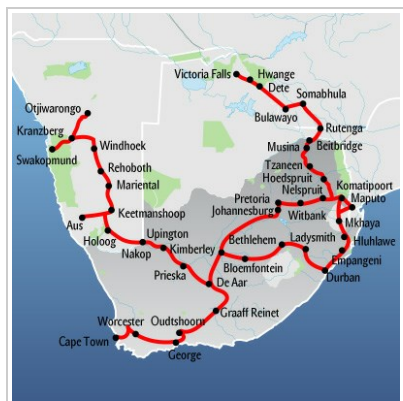 Victoria Falls
Hwange
Dete
Somabhula
Bulawayo
Rutenga
Otjiwarongo
Kranzberg
Swakopmund
Windhoek
Rehoboth
Mariental
Musina
Beitbridge
Tzaneen
Hoedspruit
Nelspruit
Komatipoort
Maputo
Pretoria
Johannesburg
Witbank
Mkhaya
Keetmanshoop
Aus
Holoog
Upington
Nakop
Kimberley
Bethlehem
Ladysmith
Hluhlawe
Empangeni
Prieska
Bloemfontein
Durban
De Aar
Worcester
Oudtshoorn
Graaff Reinet
Cape Town
George